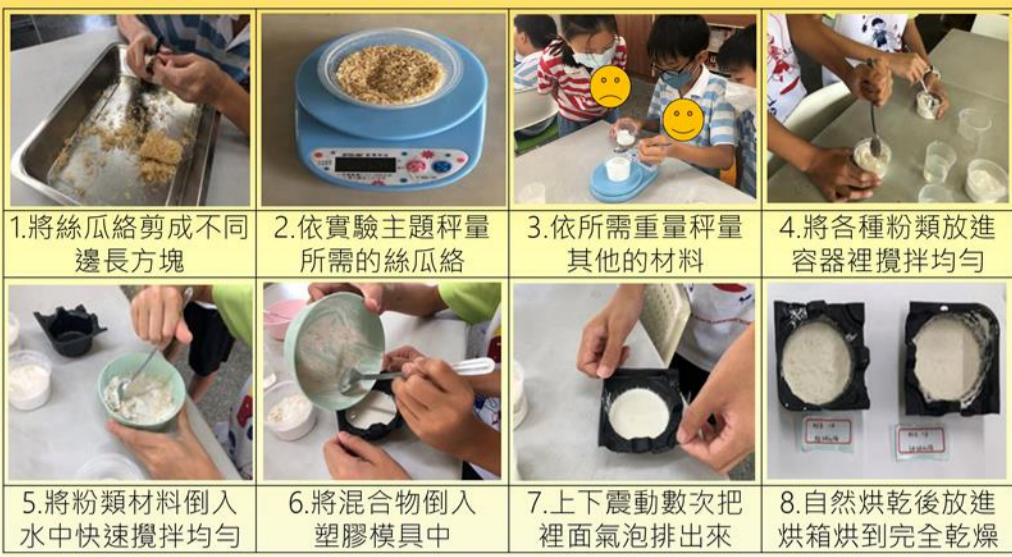 1.將絲瓜絡剪成不同
邊長方塊
2.依實驗主題秤量
所需的絲瓜絡
3.依所需重量秤量
其他的材料
4.將各種粉類放進
容器裡攪拌均勻
5.將粉類材料倒入
水中快速攪拌均勻
6.將混合物倒入
塑膠模具中
7.上下震動數次把
裡面氣泡排出來
8.自然烘乾後放進
烘箱烘到完全乾燥